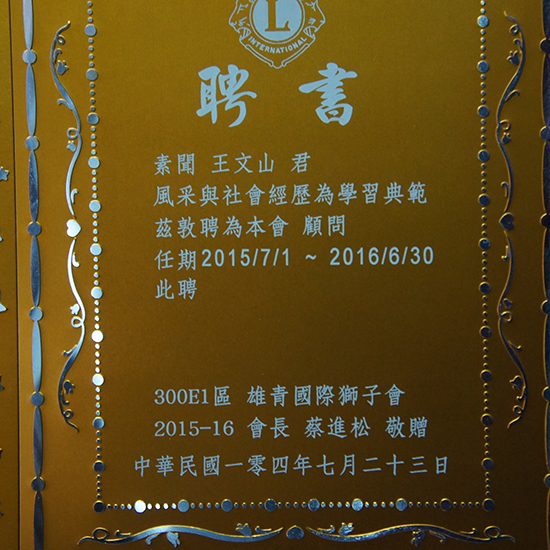 L
INTERNATIONAL
聘書
素聞 王文山 君
風采與社會經歷為學習典範
茲敦聘為本會 顧問
任期2015/7/1 ~ 2016/6/30
此聘
300E1區 雄青國際獅子會
2015-16 會長 蔡進松 敬贈
中華民國一零四年七月二十三日